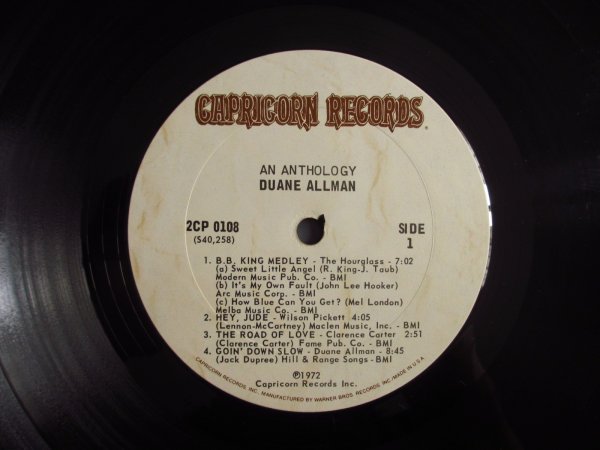 CAPRICORN RECORDS
AN ANTHOLOGY
DUANE ALLMAN
2CP 0108
(S40,258)
SIDE
1
1. B.B. KING MEDLEY - The Hourglass - 7:02
(a) Sweet Little Angel (R. King-J. Taub)
Modern Music Pub. Co. - BMI
(b) It's My Own Fault (John Lee Hooker)
Arc Music Corp. - BMI
(c) How Blue Can You Get? (Mel London)
Melba Music Co. - BMI
2. HEY, JUDE - Wilson Pickett 4:05
(Lennon-McCartney) Maclen Music, Inc. - BMI
3. THE ROAD OF LOVE - Clarence Carter 2:51
(Clarence Carter) Fame Pub. Co. - BMI
4. GOIN' DOWN SLOW - Duane Allman - 8:45
(Jack Dupree) Hill & Range Songs - BMI
℗1972
Capricorn Records Inc.
CAPRICORN RECORDS, INC. MANUFACTURED BY WARNER BROS. RECORDS INC./MADE IN U.S.A.